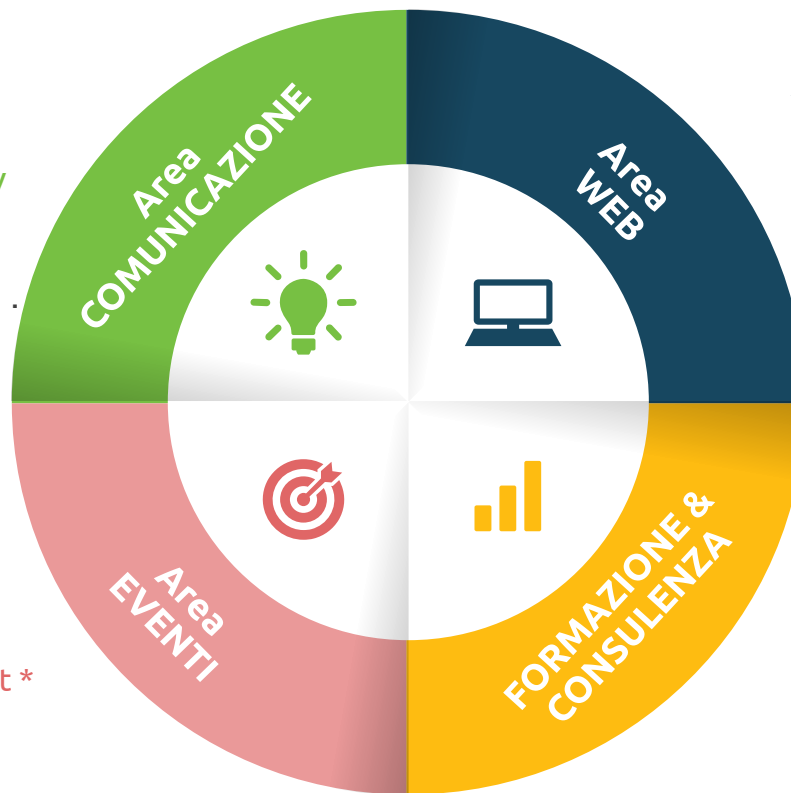 Area
COMUNICAZIONE
Area
WEB
Area
EVENTI
FORMAZIONE &
CONSULENZA
t *